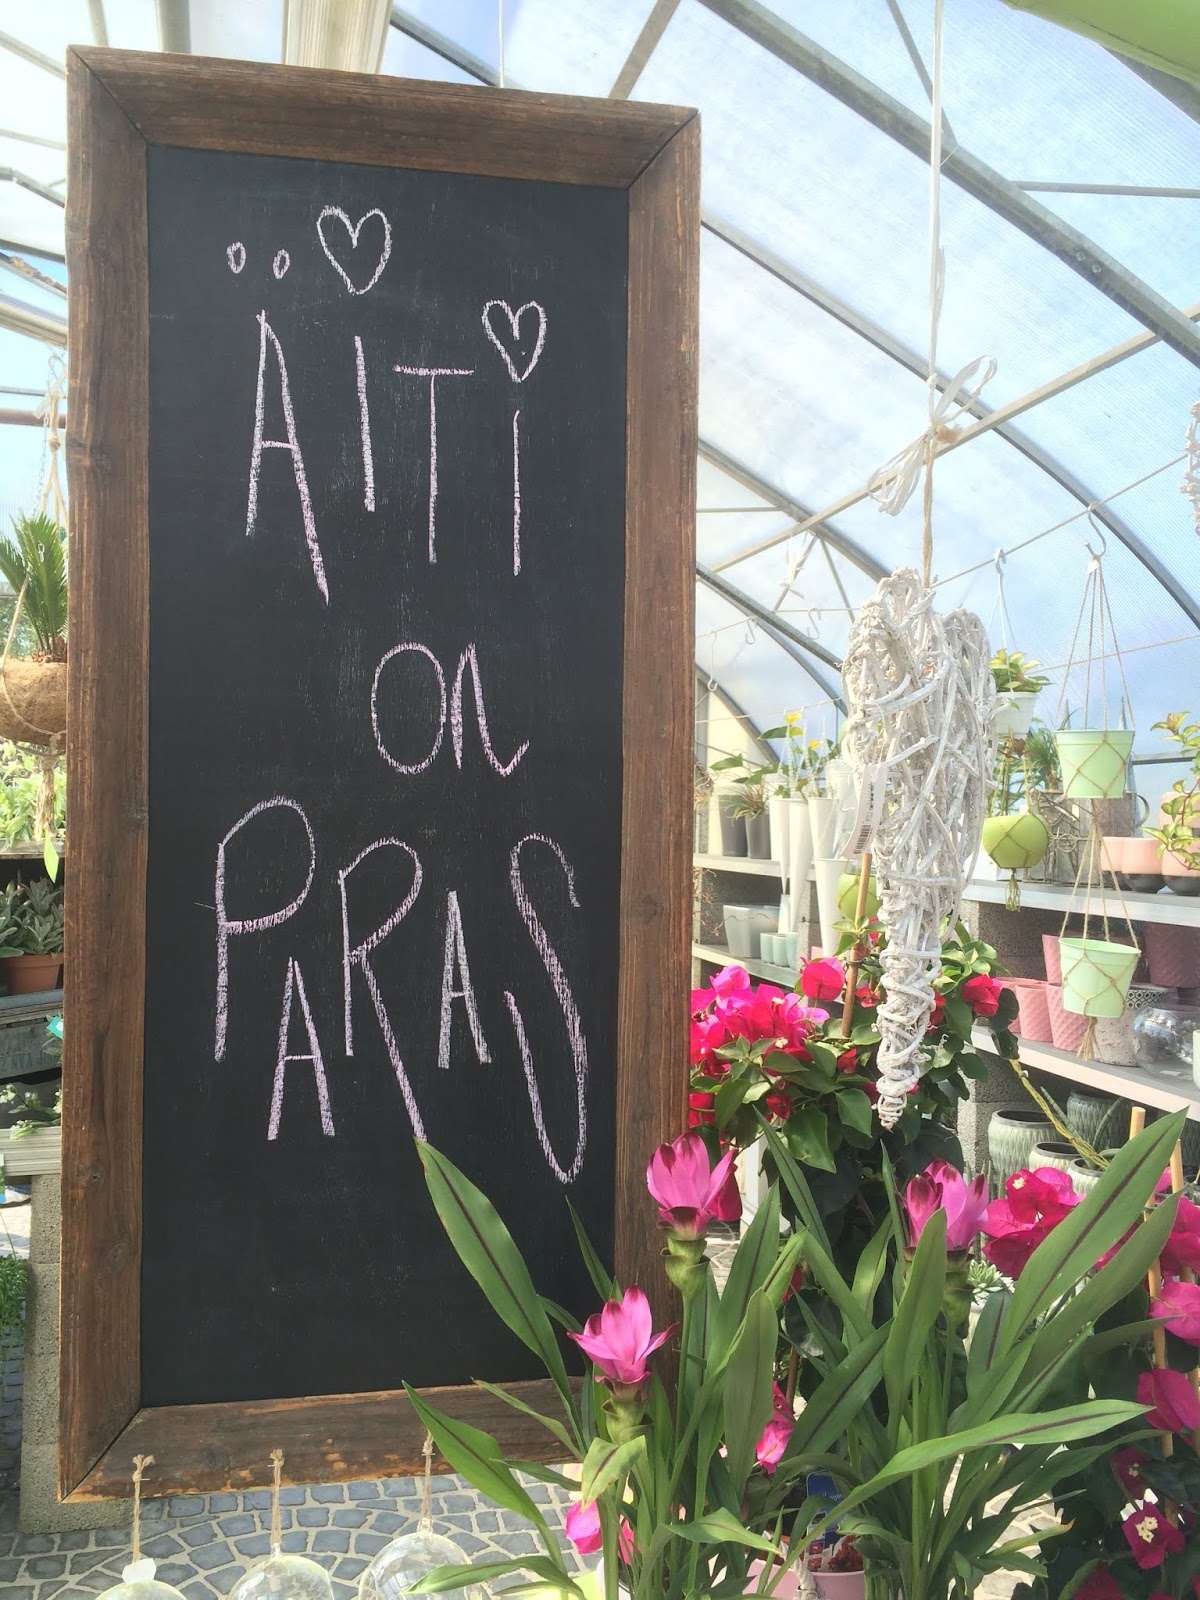 ÄITi
on
PARAS